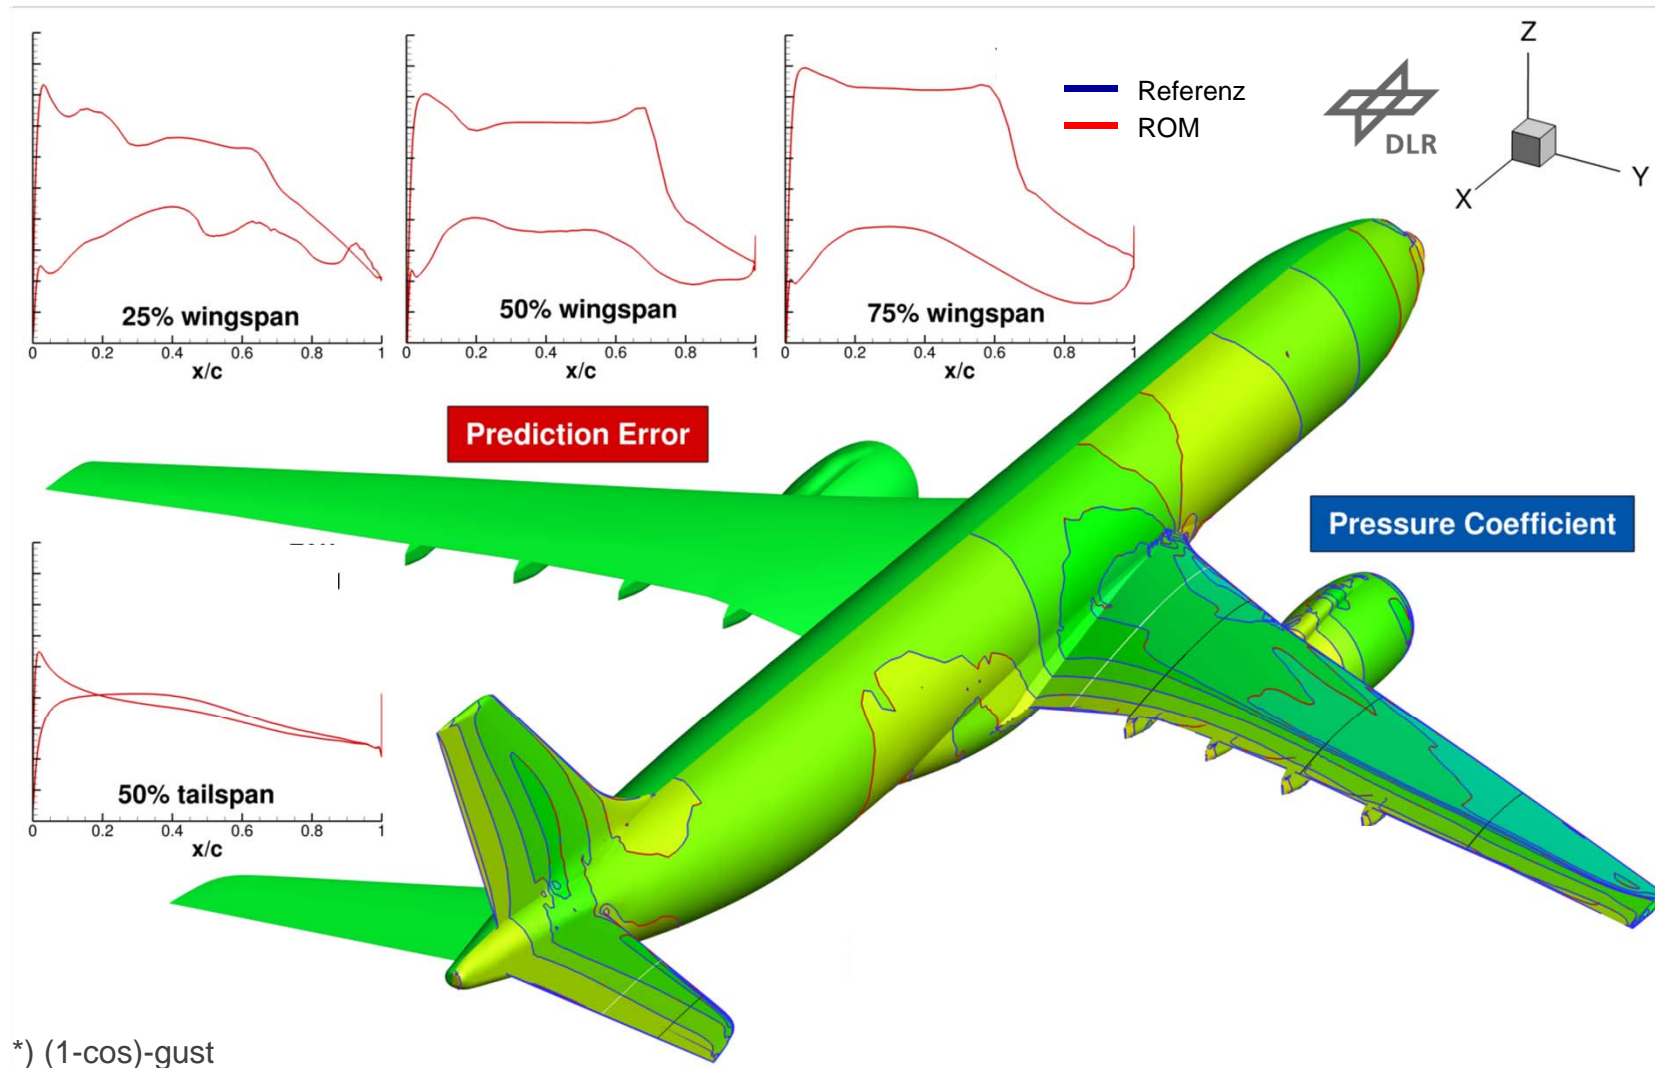 Referenz
ROM
DLR
Z
Y
X
25% wingspan
0 0.2 0.4 0.6 0.8 1
x/c
50% wingspan
0 0.2 0.4 0.6 0.8 1
x/c
75% wingspan
0 0.2 0.4 0.6 0.8 1
x/c
Prediction Error
Pressure Coefficient
50% tailspan
0 0.2 0.4 0.6 0.8 1
x/c
*) (1-cos)-gust